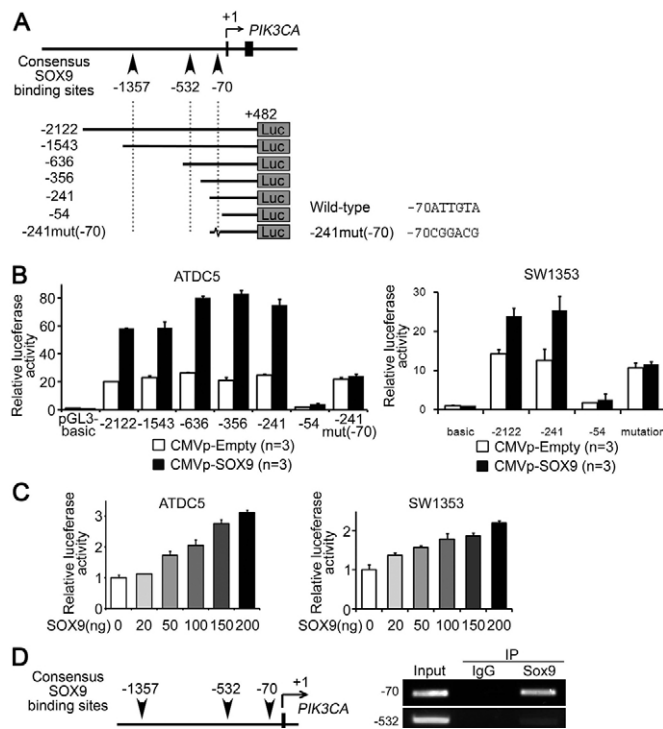 A
+1
PIK3CA
Consensus
SOX9
binding sites
-1357
-532
-70
+482
-2122 Luc
-1543 Luc
-636 Luc
-356 Luc
-241 Luc
-54 Luc
-241mut(-70) Luc
Wild-type -70ATTGTA
-241mut(-70) -70CGGACG
B
ATDC5
Relative luceferase
activity
80
60
40
20
0
pGL3-
basic
-2122 -1543 -636 -356 -241 -54 -241
mut(-70)
CMVp-Empty (n=3)
CMVp-SOX9 (n=3)
SW1353
Relative luceferase
activity
30
20
10
0
basic -2122 -241 -54 mutation
CMVp-Empty (n=3)
CMVp-SOX9 (n=3)
C
ATDC5
Relative luceferase
activity
3
2
1
0
SOX9(ng) 0 20 50 100 150 200
SW1353
Relative luceferase
activity
2
1
0
SOX9(ng) 0 20 50 100 150 200
D
Consensus
SOX9
binding sites
-1357
-532
-70
+1
PIK3CA
IP
Input IgG Sox9
-70
-532